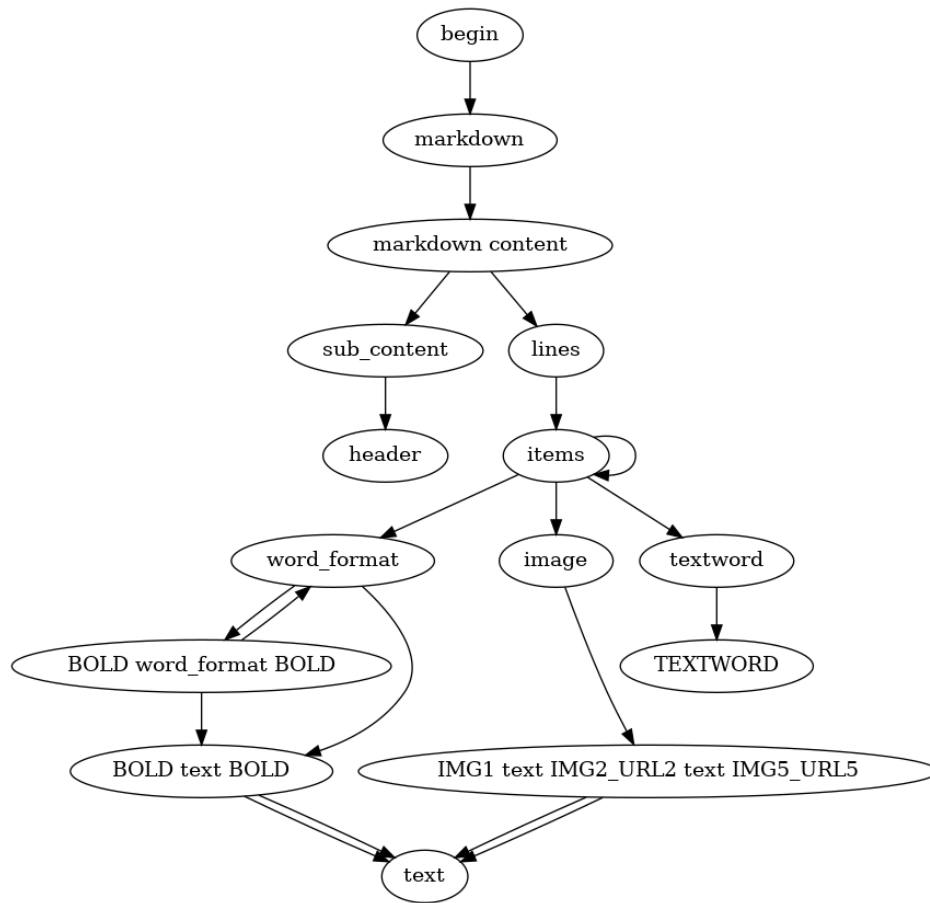 begin
markdown
markdown content
sub_content
lines
header
items
word_format
image
textword
BOLD word_format BOLD
TEXTWORD
BOLD text BOLD
IMG1 text IMG2_URL2 text IMG5_URL5
text